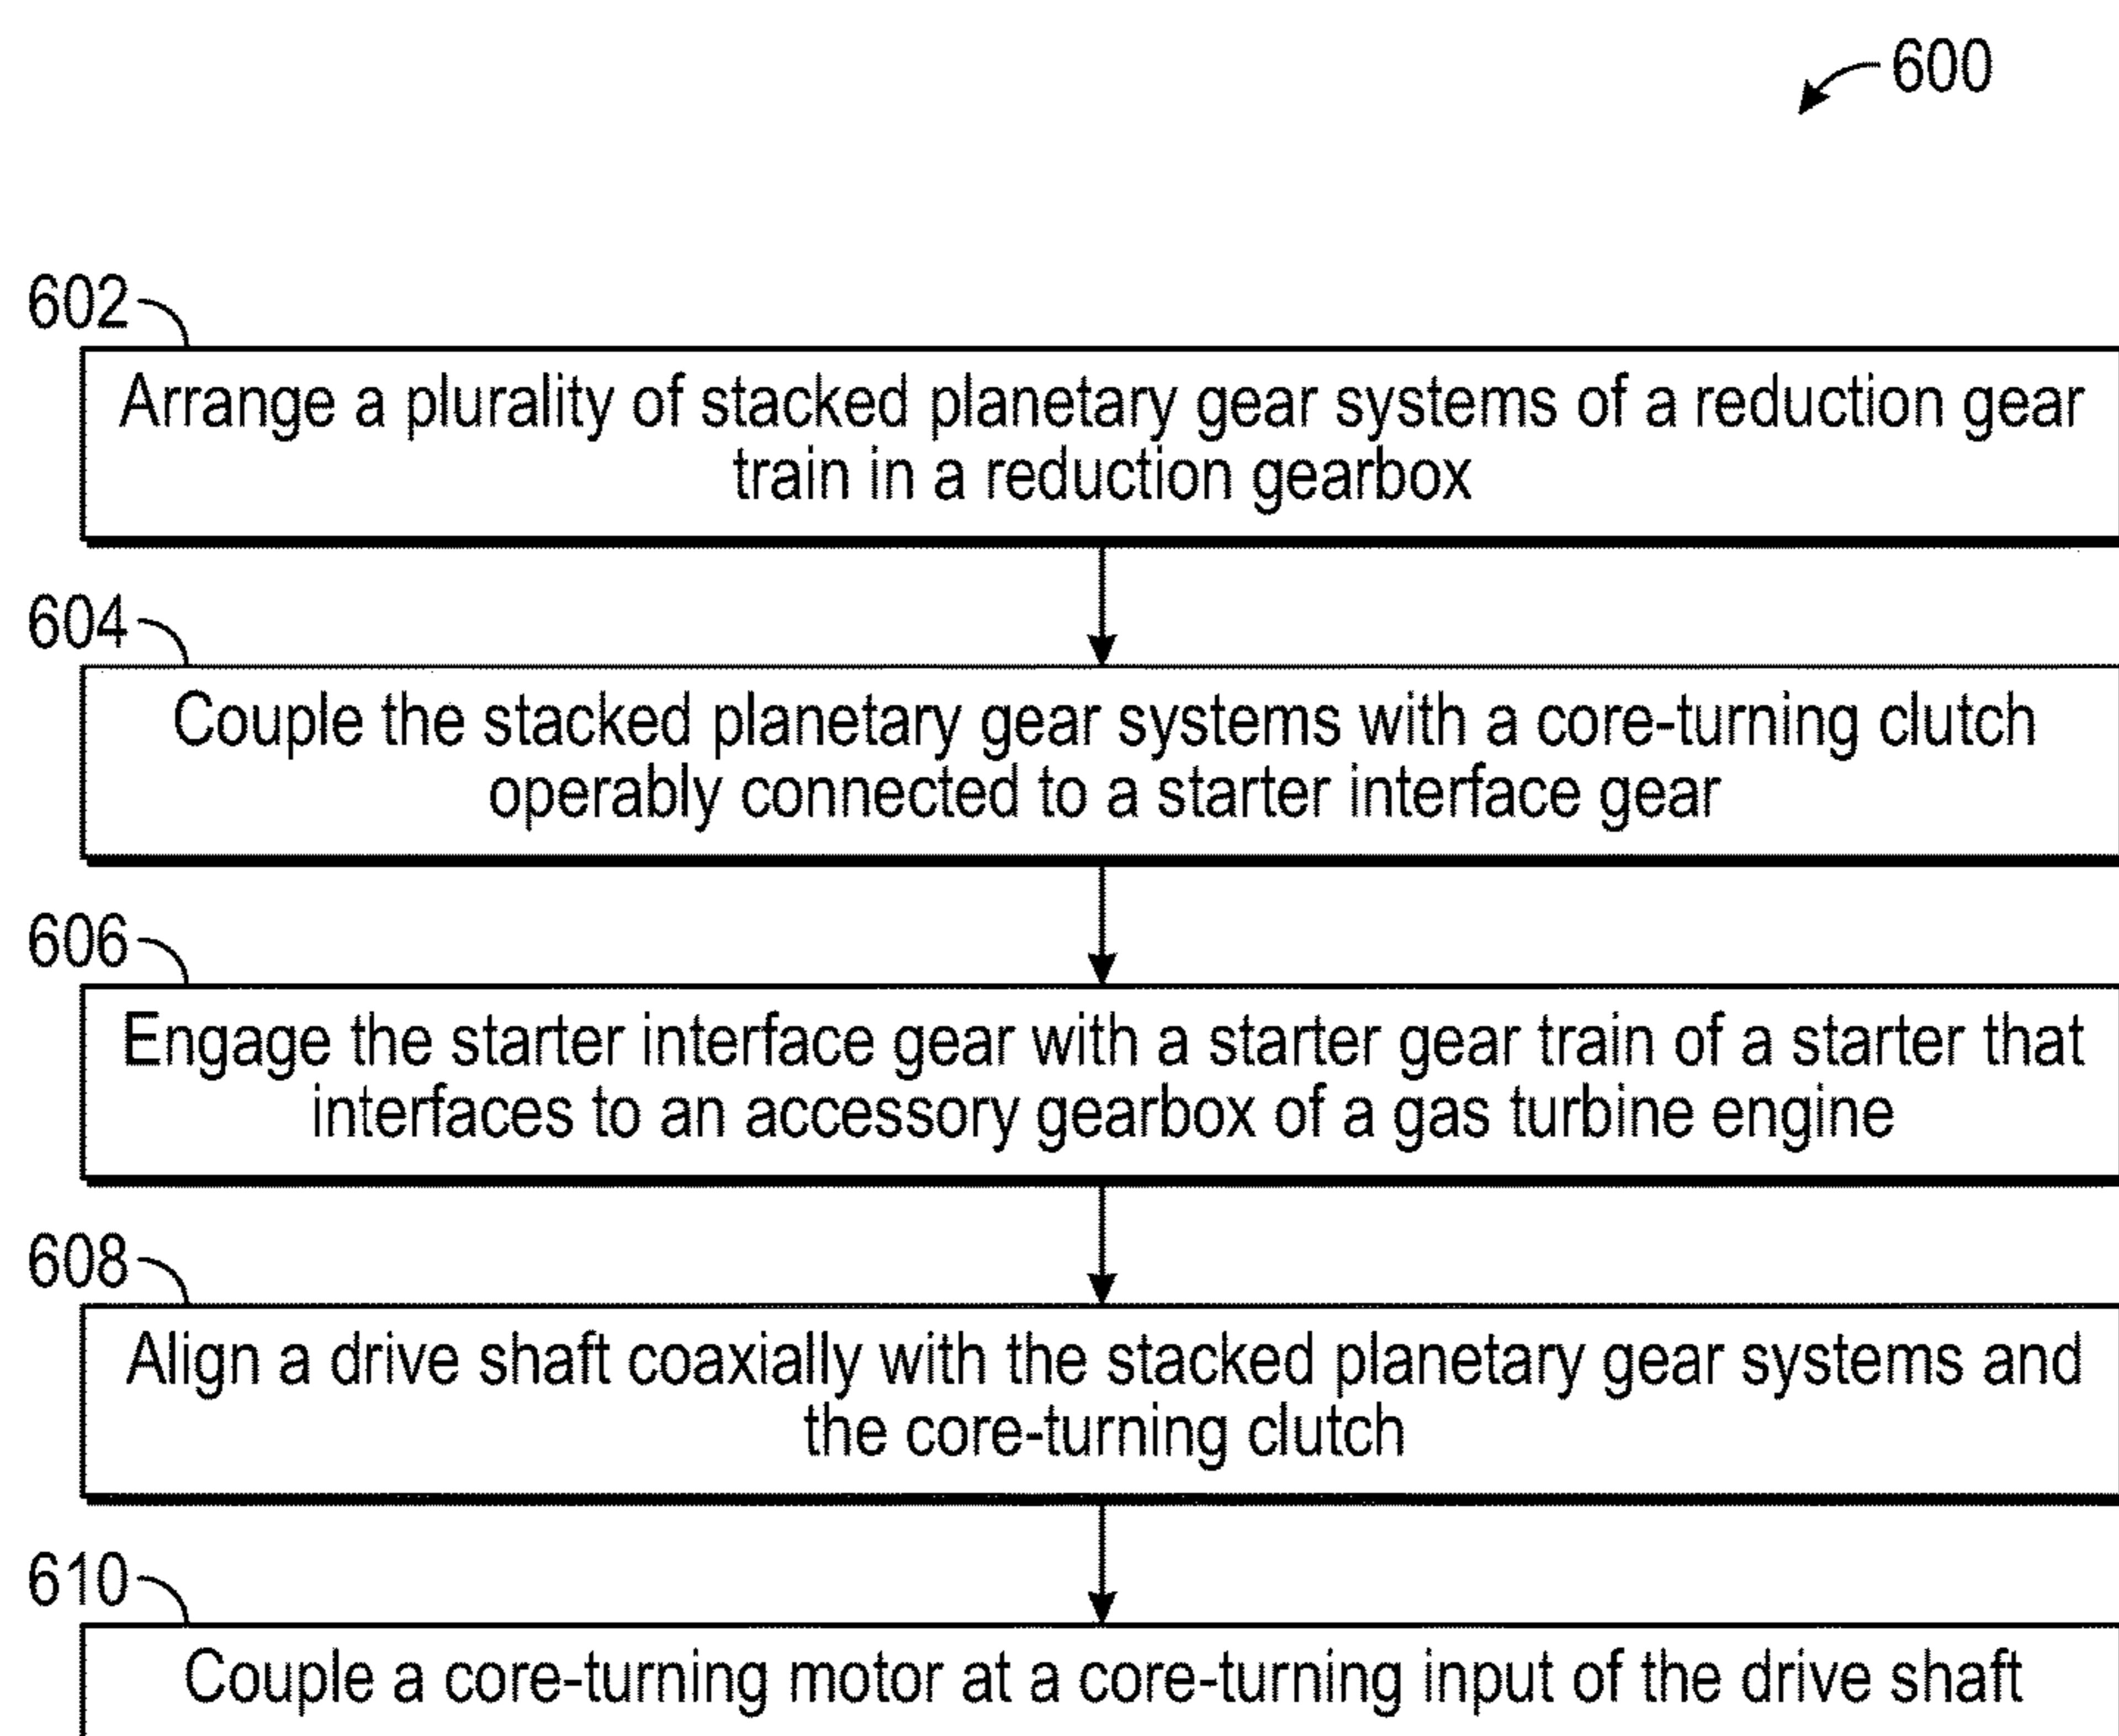 600
602
Arrange a plurality of stacked planetary gear systems of a reduction gear
train in a reduction gearbox
604
Couple the stacked planetary gear systems with a core-turning clutch
operably connected to a starter interface gear
606
Engage the starter interface gear with a starter gear train of a starter that
interfaces to an accessory gearbox of a gas turbine engine
608
Align a drive shaft coaxially with the stacked planetary gear systems and
the core-turning clutch
610
Couple a core-turning motor at a core-turning input of the drive shaft